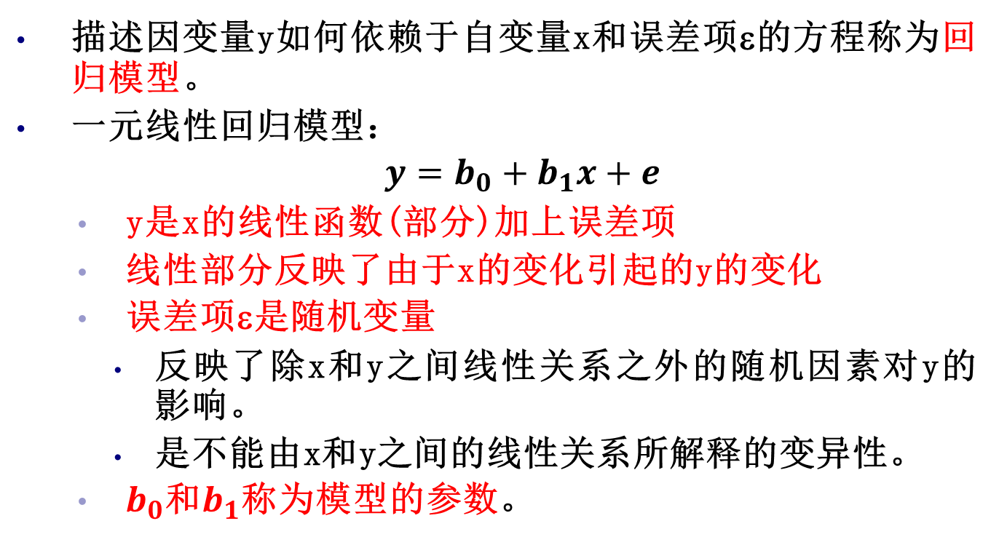 • 描述因变量y如何依赖于自变量x和误差项ε的方程称为回
归模型。
• 一元线性回归模型：
y = b₀ + b₁x + e
• y是x的线性函数(部分)加上误差项
• 线性部分反映了由于x的变化引起的y的变化
• 误差项ε是随机变量
• 反映了除x和y之间线性关系之外的随机因素对y的
影响。
• 是不能由x和y之间的线性关系所解释的变异性。
• b₀和b₁称为模型的参数。